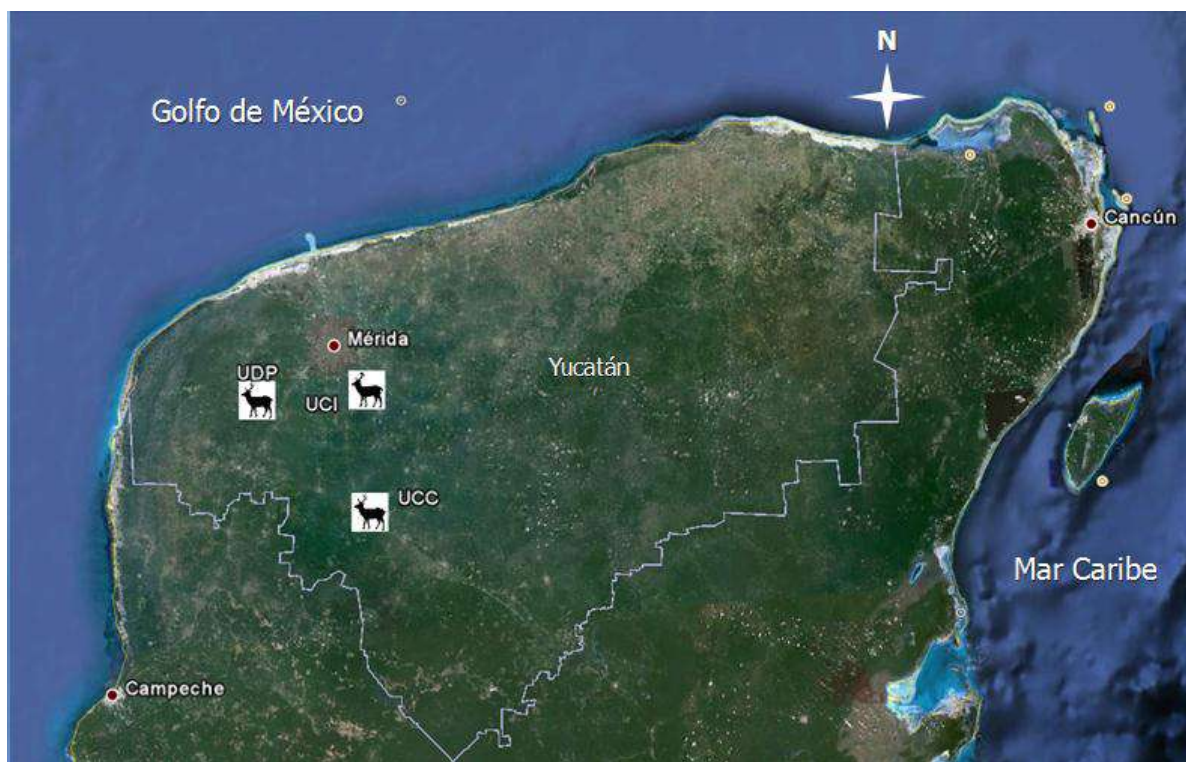 N
Golfo de México
Cancún
Mérida
Yucatán
UDP
UCI
UCC
Mar Caribe
Campeche